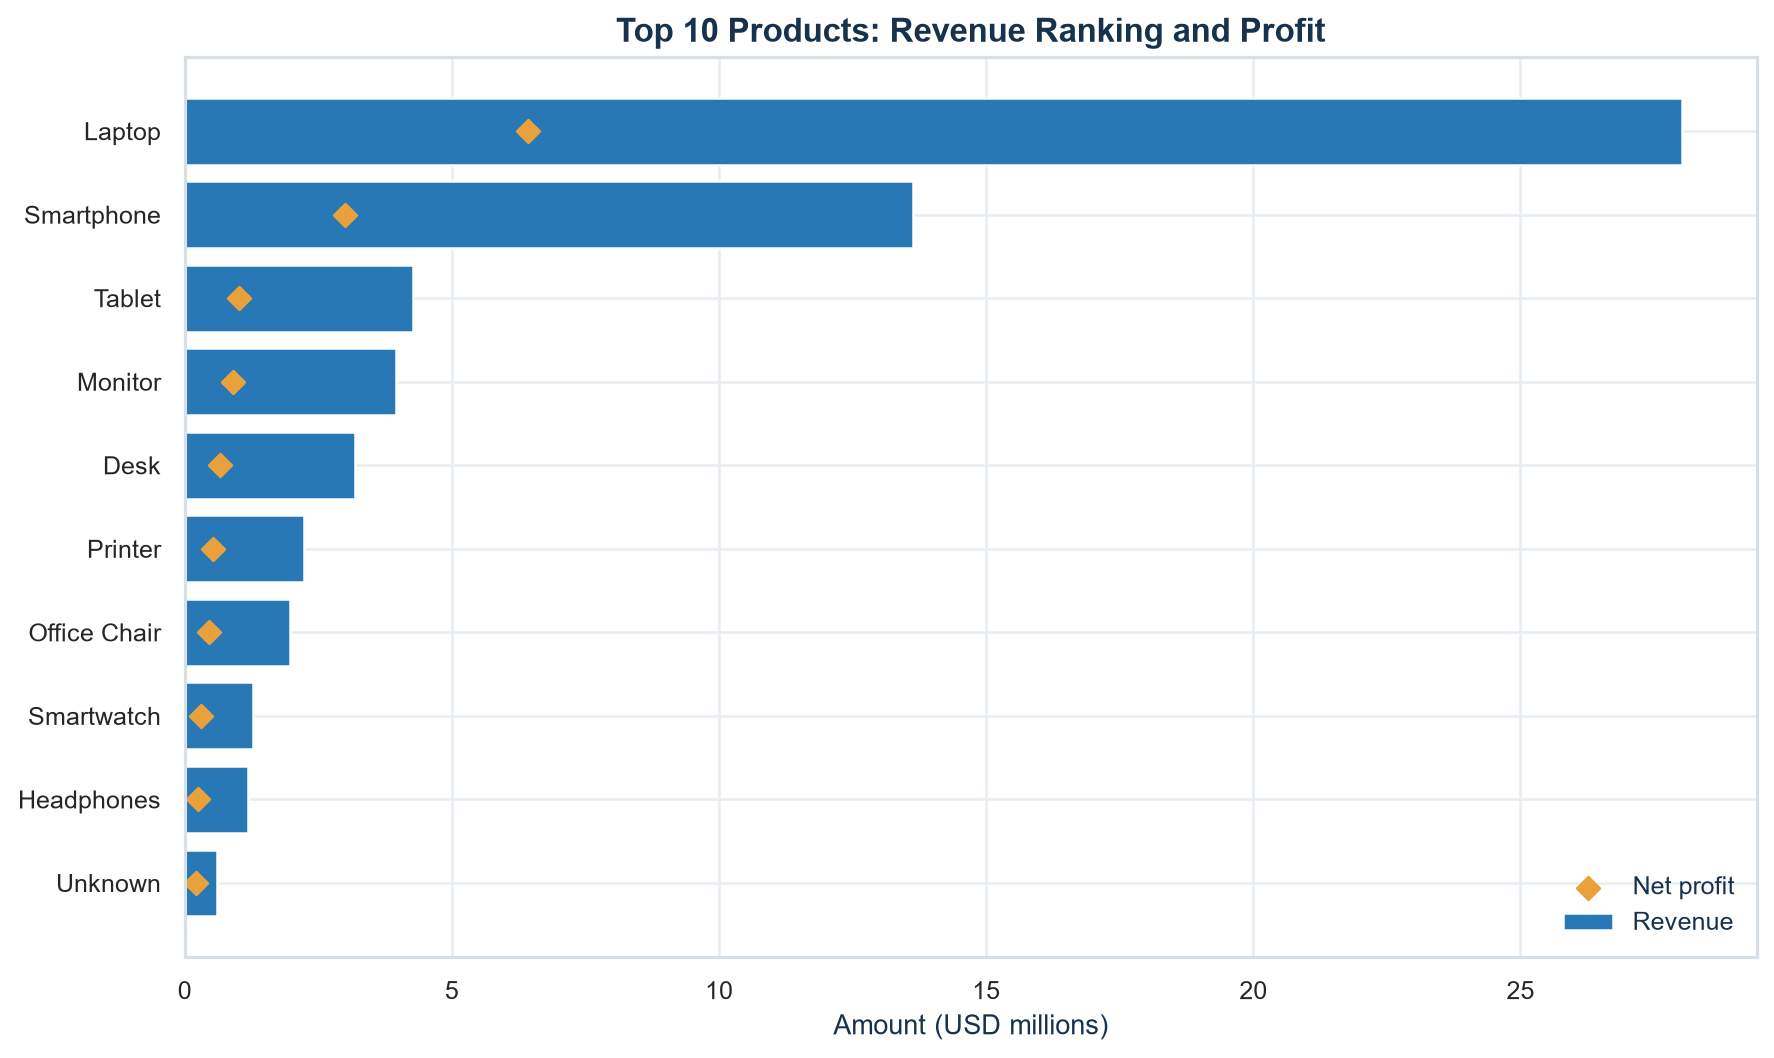 Top 10 Products: Revenue Ranking and Profit
Laptop
Smartphone
Tablet
Monitor
Desk
Printer
Office Chair
Smartwatch
Headphones
Unknown
Net profit
Revenue
0 5 10 15 20 25
Amount (USD millions)